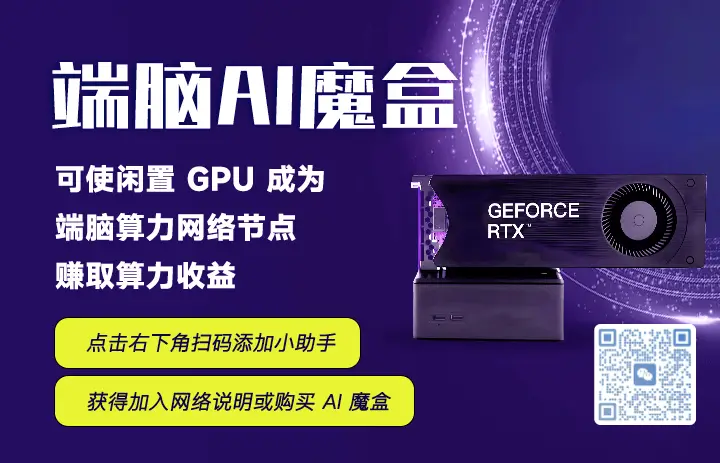 端脑AI魔盒
可使闲置 GPU 成为
端脑算力网络节点
赚取算力收益
GEFORCE
RTX™
点击右下角扫码添加小助手
获得加入网络说明或购买 AI 魔盒